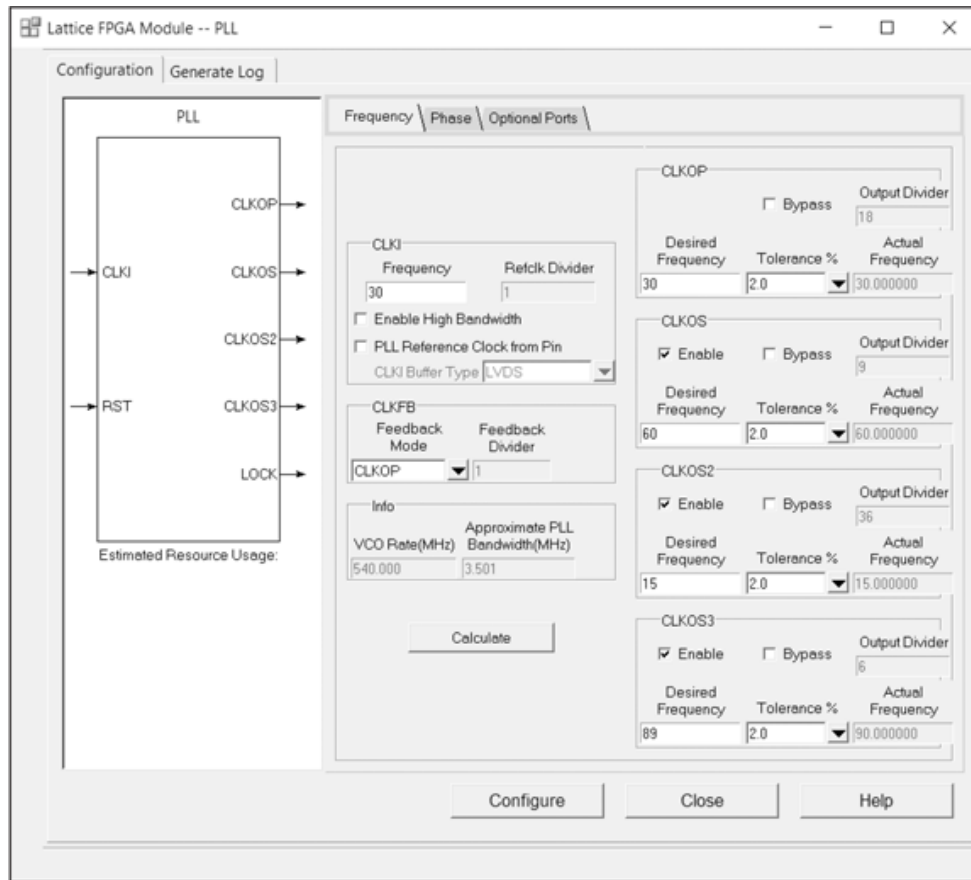 Lattice FPGA Module -- PLL
Configuration
Generate Log
PLL
CLKOP
CLKI
CLKOS
CLKOS2
RST
CLKOS3
LOCK
Estimated Resource Usage:
Frequency
Phase
Optional Ports
CLKI
Frequency
Refclk Divider
30
1
Enable High Bandwidth
PLL Reference Clock from Pin
CLKI Buffer Type
LVDS
CLKFB
Feedback
Mode
Feedback
Divider
CLKOP
1
Info
VCO Rate(MHz)
Approximate PLL
Bandwidth(MHz)
540.000
3.501
Calculate
CLKOP
Bypass
Output Divider
18
Desired
Frequency
Tolerance %
Actual
Frequency
30
2.0
30.000000
CLKOS
Enable
Bypass
Output Divider
9
Desired
Frequency
Tolerance %
Actual
Frequency
60
2.0
60.000000
CLKOS2
Enable
Bypass
Output Divider
36
Desired
Frequency
Tolerance %
Actual
Frequency
15
2.0
15.000000
CLKOS3
Enable
Bypass
Output Divider
6
Desired
Frequency
Tolerance %
Actual
Frequency
89
2.0
90.000000
Configure
Close
Help